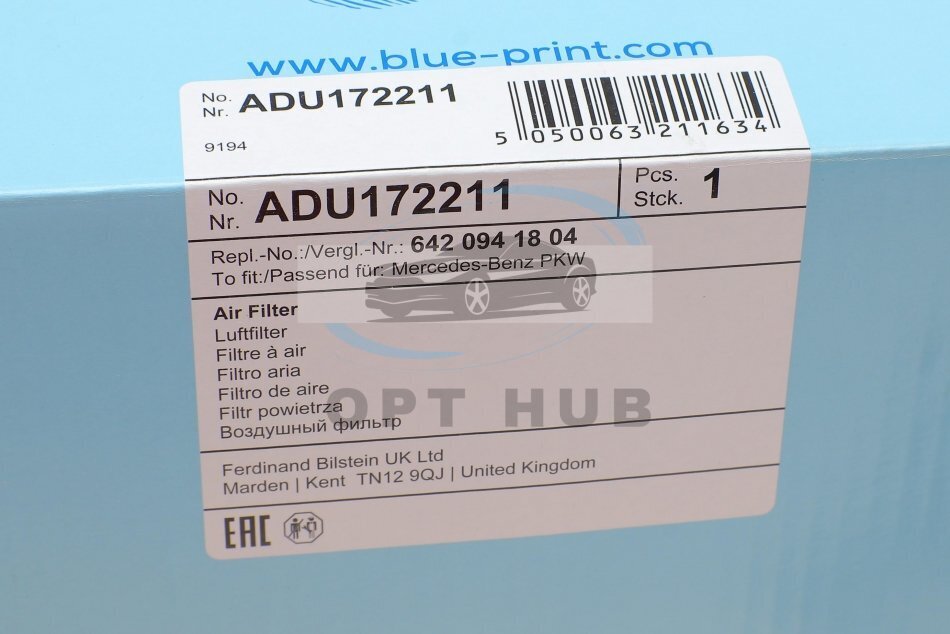 www.blue-print.com
No.
Nr. ADU172211
5 050063 211634
9194
No.
Nr. ADU172211
Pcs.
Stck. 1
Repl.-No.:/Vergl.-Nr.: 642 094 18 04
To fit:/Passend für: Mercedes-Benz PKW
Air Filter
Luftfilter
Filtre à air
Filtro aria
Filtro de aire
Filtr powietrza
Воздушный фильтр
OPT HUB
Ferdinand Bilstein UK Ltd
Marden | Kent TN12 9QJ | United Kingdom
EAC